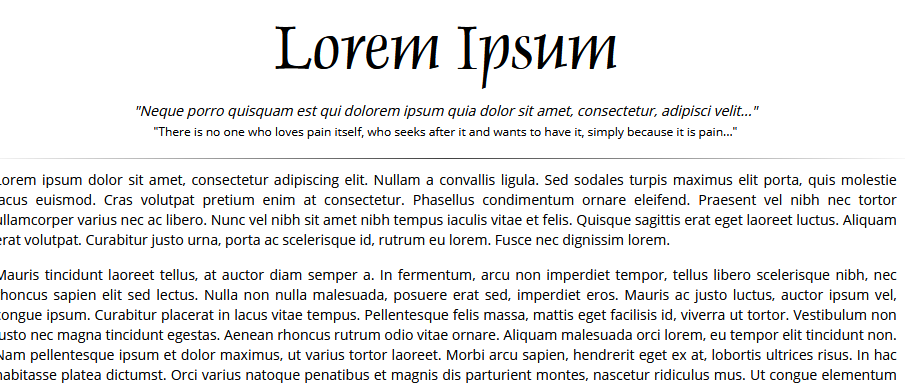 Lorem Ipsum
"Neque porro quisquam est qui dolorem ipsum quia dolor sit amet, consectetur, adipisci velit..."
"There is no one who loves pain itself, who seeks after it and wants to have it, simply because it is pain..."
Lorem ipsum dolor sit amet, consectetur adipiscing elit. Nullam a convallis ligula. Sed sodales turpis maximus elit porta, quis molestie
lacus euismod. Cras volutpat pretium enim at consectetur. Phasellus condimentum ornare eleifend. Praesent vel nibh nec tortor
ullamcorper varius nec ac libero. Nunc vel nibh sit amet nibh tempus iaculis vitae et felis. Quisque sagittis erat eget laoreet luctus. Aliquam
erat volutpat. Curabitur justo urna, porta ac scelerisque id, rutrum eu lorem. Fusce nec dignissim lorem.
Mauris tincidunt laoreet tellus, at auctor diam semper a. In fermentum, arcu non imperdiet tempor, tellus libero scelerisque nibh, nec
rhoncus sapien elit sed lectus. Nulla non nulla malesuada, posuere erat sed, imperdiet eros. Mauris ac justo luctus, auctor ipsum vel,
congue ipsum. Curabitur placerat in lacus vitae tempus. Pellentesque felis massa, mattis eget facilisis id, viverra ut tortor. Vestibulum non
justo nec magna tincidunt egestas. Aenean rhoncus rutrum odio vitae ornare. Aliquam malesuada orci lorem, eu tempor elit tincidunt non.
Nam pellentesque ipsum et dolor maximus, ut varius tortor laoreet. Morbi arcu sapien, hendrerit eget ex at, lobortis ultrices risus. In hac
habitasse platea dictumst. Orci varius natoque penatibus et magnis dis parturient montes, nascetur ridiculus mus. Ut congue elementum